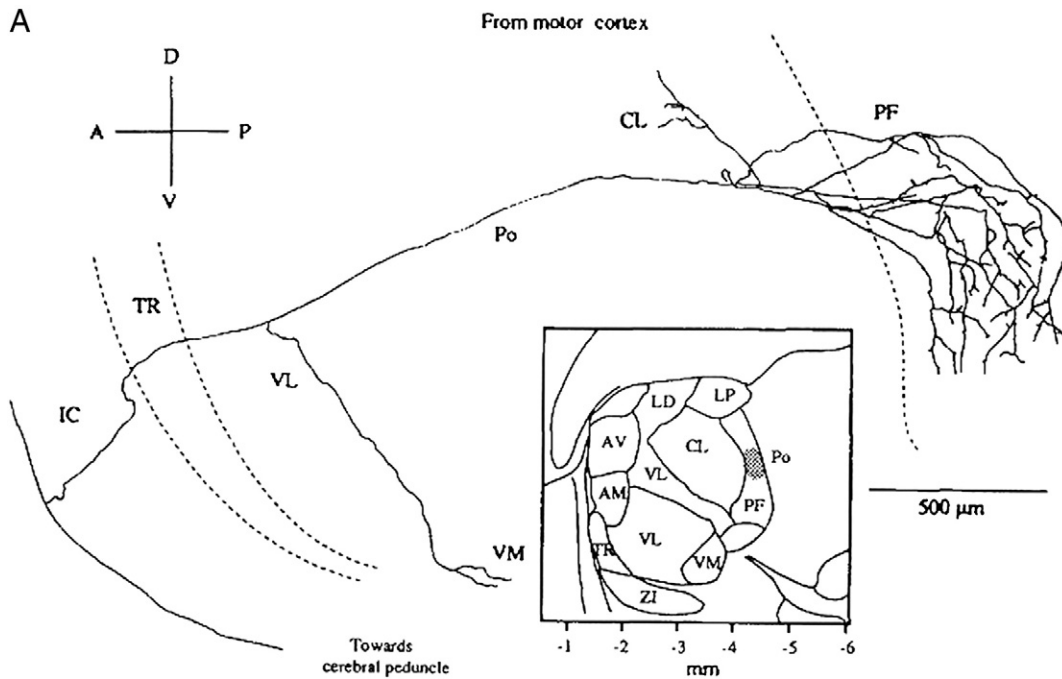 A
From motor cortex
D
A
P
V
CL
PF
Po
TR
VL
IC
VM
Towards
cerebral peduncle
500 µm
LD
LP
AV
CL
Po
VL
AM
PF
TR
VL
VM
ZI
-1 -2 -3 -4 -5 -6
mm